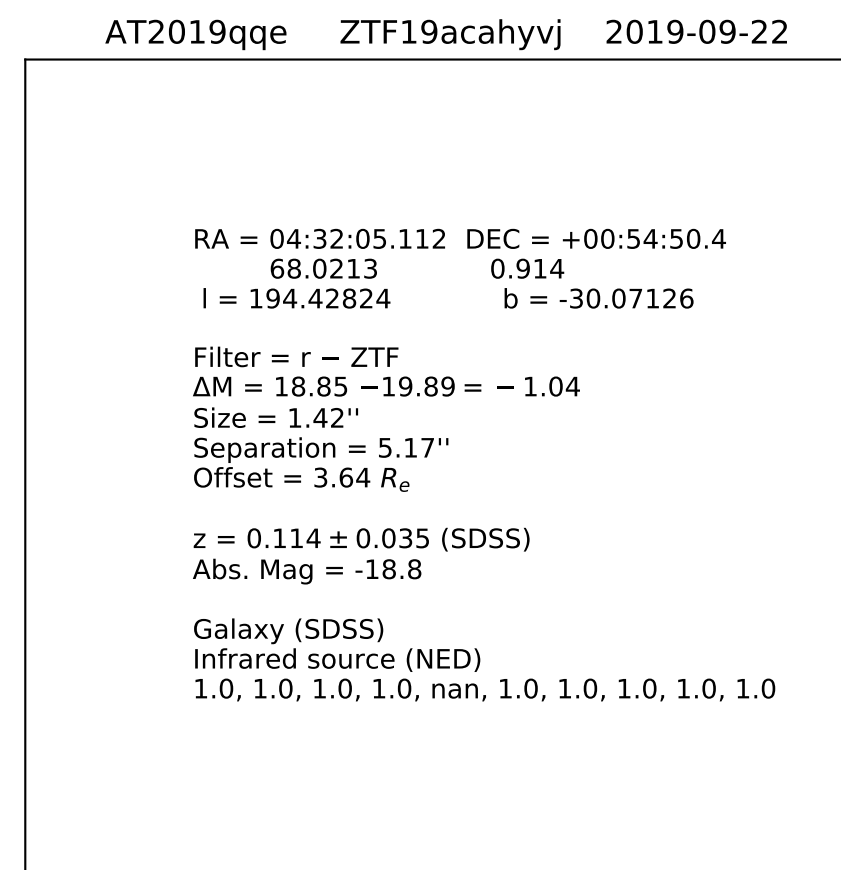 AT2019qqe ZTF19acahyvj 2019-09-22
RA = 04:32:05.112 DEC = +00:54:50.4
68.0213 0.914
l = 194.42824 b = -30.07126
Filter = r − ZTF
ΔM = 18.85 −19.89 = − 1.04
Size = 1.42''
Separation = 5.17''
Offset = 3.64 Rₑ
z = 0.114 ± 0.035 (SDSS)
Abs. Mag = -18.8
Galaxy (SDSS)
Infrared source (NED)
1.0, 1.0, 1.0, 1.0, nan, 1.0, 1.0, 1.0, 1.0, 1.0